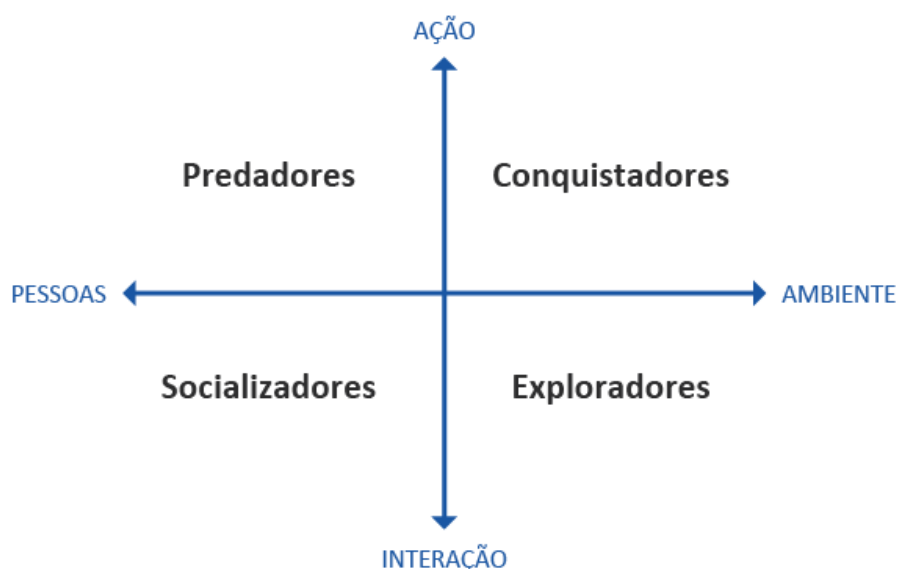 AÇÃO
Predadores
Conquistadores
PESSOAS
AMBIENTE
Socializadores
Exploradores
INTERAÇÃO